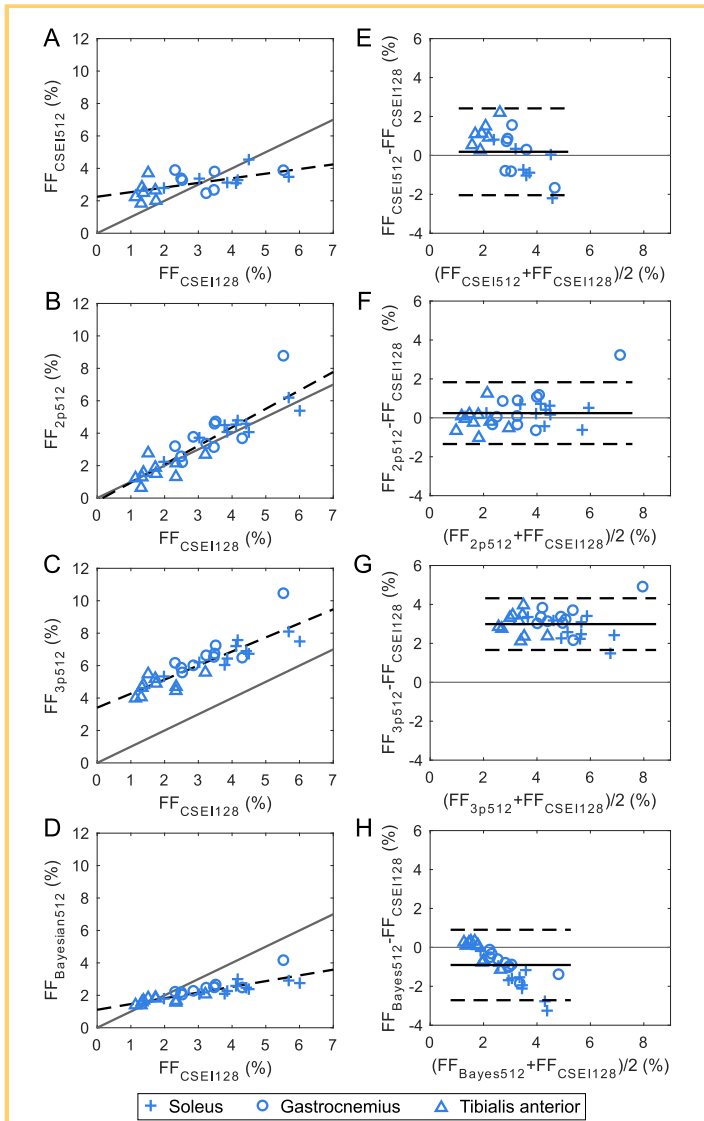 A
FF_CSEI512 (%)
12
10
8
6
4
2
0
0 1 2 3 4 5 6 7
FF_CSEI128 (%)
E
FF_CSEI512-FF_CSEI128 (%)
6
4
2
0
-2
-4
0 2 4 6 8
(FF_CSEI512+FF_CSEI128)/2 (%)
B
FF_2p512 (%)
12
10
8
6
4
2
0
0 1 2 3 4 5 6 7
FF_CSEI128 (%)
F
FF_2p512-FF_CSEI128 (%)
6
4
2
0
-2
-4
0 2 4 6 8
(FF_2p512+FF_CSEI128)/2 (%)
C
FF_3p512 (%)
12
10
8
6
4
2
0
0 1 2 3 4 5 6 7
FF_CSEI128 (%)
G
FF_3p512-FF_CSEI128 (%)
6
4
2
0
-2
-4
0 2 4 6 8
(FF_3p512+FF_CSEI128)/2 (%)
D
FF_Bayesian512 (%)
12
10
8
6
4
2
0
0 1 2 3 4 5 6 7
FF_CSEI128 (%)
H
FF_Bayes512-FF_CSEI128 (%)
6
4
2
0
-2
-4
0 2 4 6 8
(FF_Bayes512+FF_CSEI128)/2 (%)
Soleus Gastrocnemius Tibialis anterior